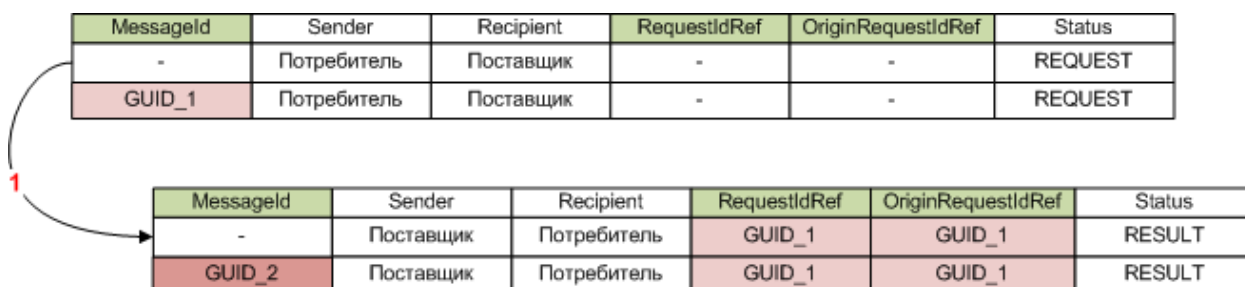 MessageId Sender Recipient RequestIdRef OriginRequestIdRef Status
- Потребитель Поставщик - - REQUEST
GUID_1 Потребитель Поставщик - - REQUEST
1
MessageId Sender Recipient RequestIdRef OriginRequestIdRef Status
- Поставщик Потребитель GUID_1 GUID_1 RESULT
GUID_2 Поставщик Потребитель GUID_1 GUID_1 RESULT